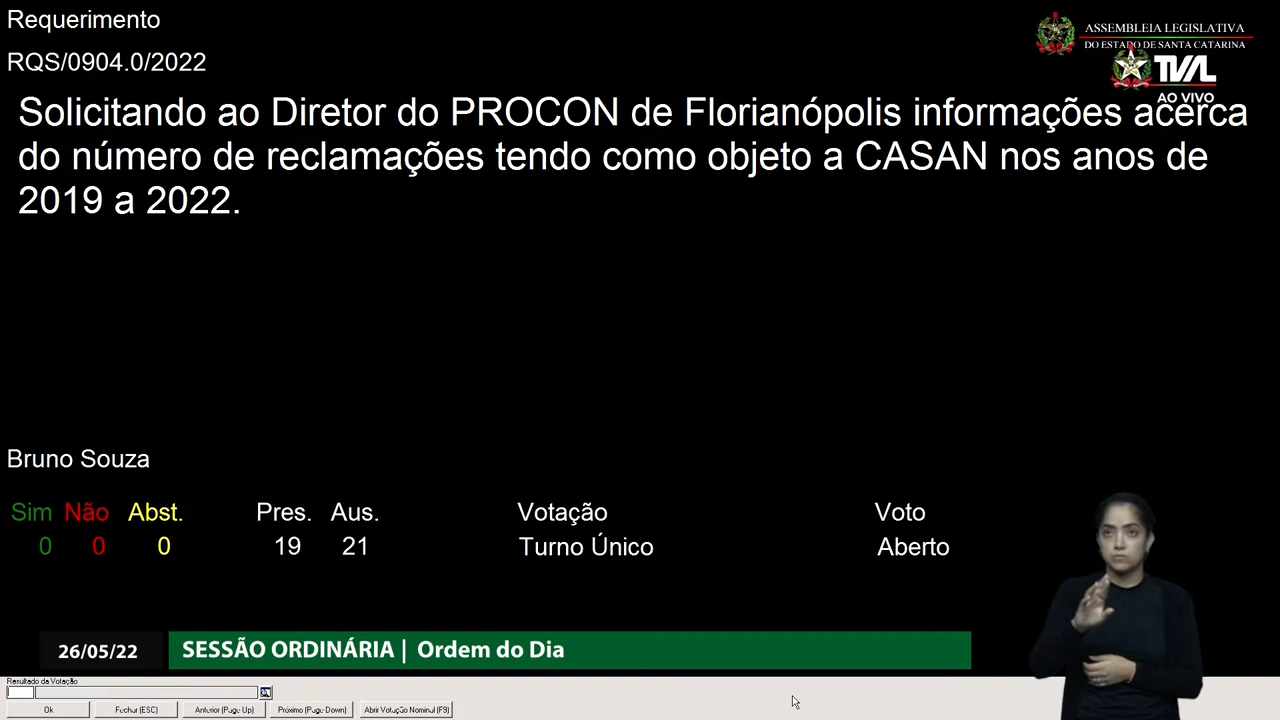 Requerimento
RQS/0904.0/2022
ASSEMBLEIA LEGISLATIVA
DO ESTADO DE SANTA CATARINA
TVAL
AO VIVO
Solicitando ao Diretor do PROCON de Florianópolis informações acerca
do número de reclamações tendo como objeto a CASAN nos anos de
2019 a 2022.
Bruno Souza
Sim Não Abst. Pres. Aus. Votação Voto
0 0 0 19 21 Turno Único Aberto
26/05/22 SESSÃO ORDINÁRIA | Ordem do Dia
Resultado da Votação
Ok Fechar (ESC) Anterior (Page Up) Próximo (Page Down) Abrir Votação Nominal (F9)